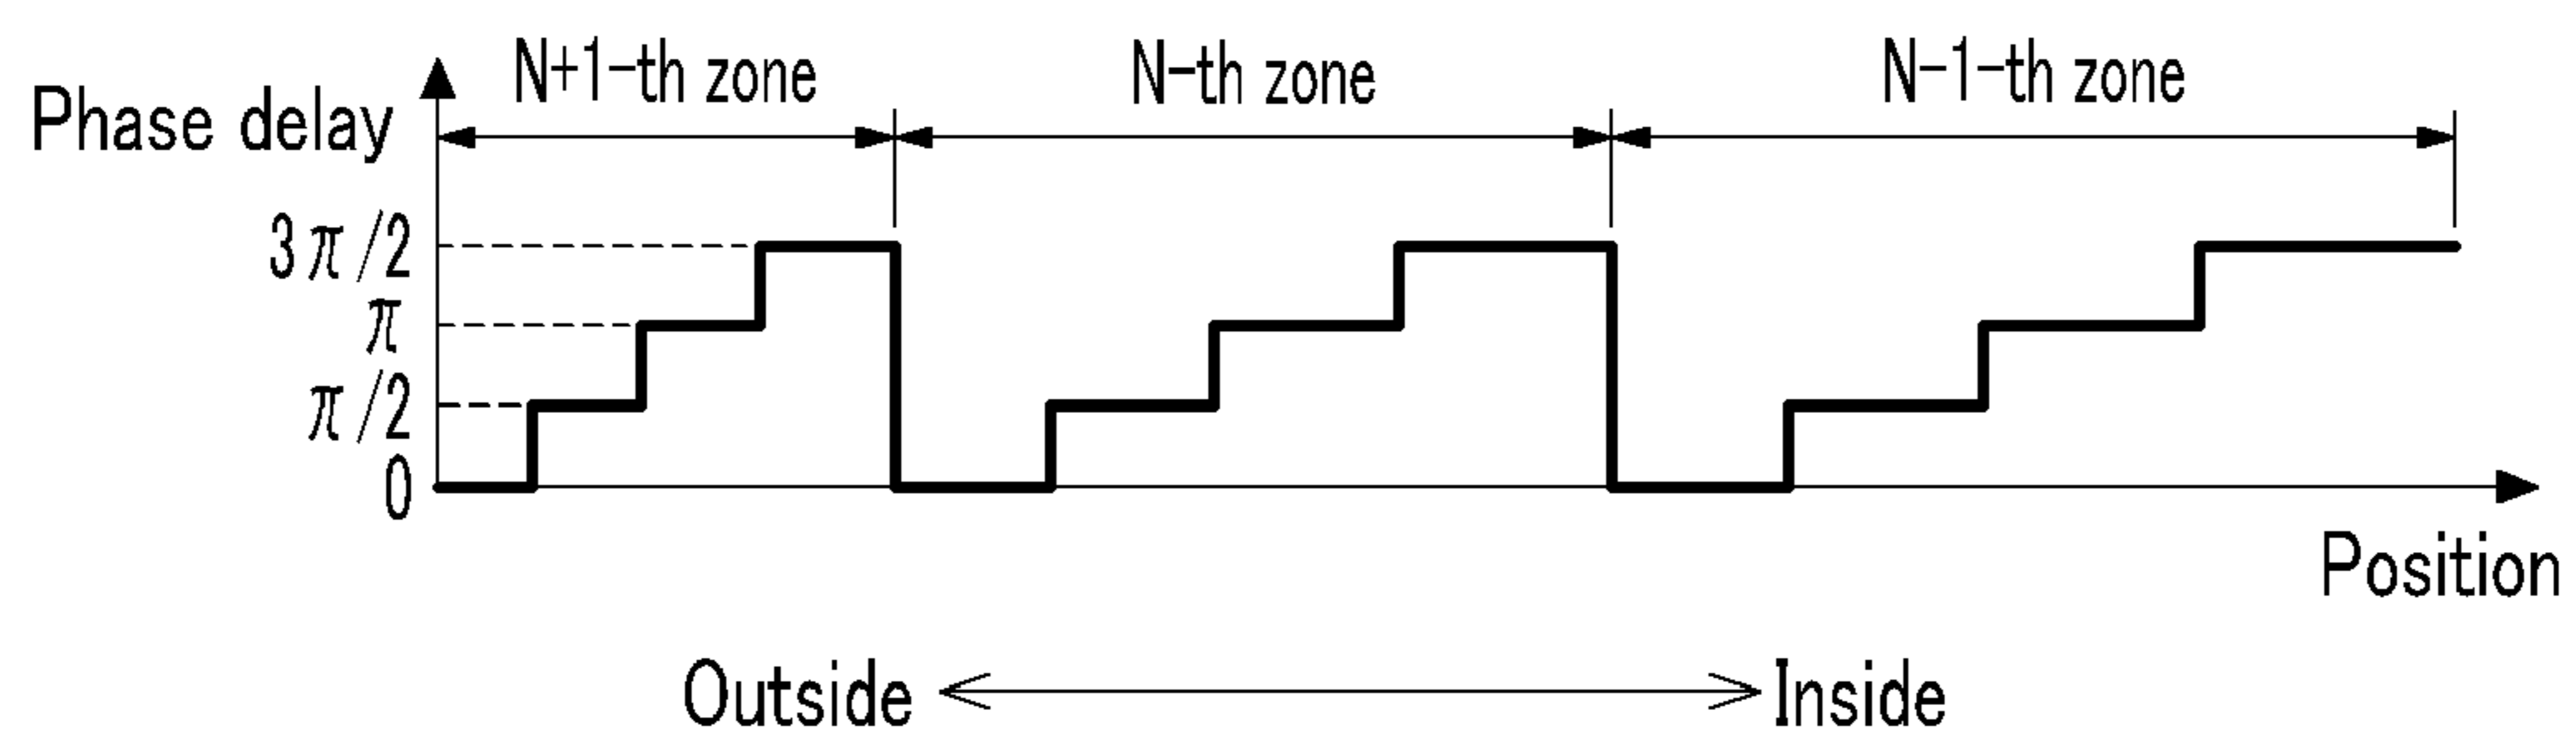 N+1-th zone
N-th zone
N-1-th zone
Phase delay
3π/2
π
π/2
0
Position
Outside
Inside